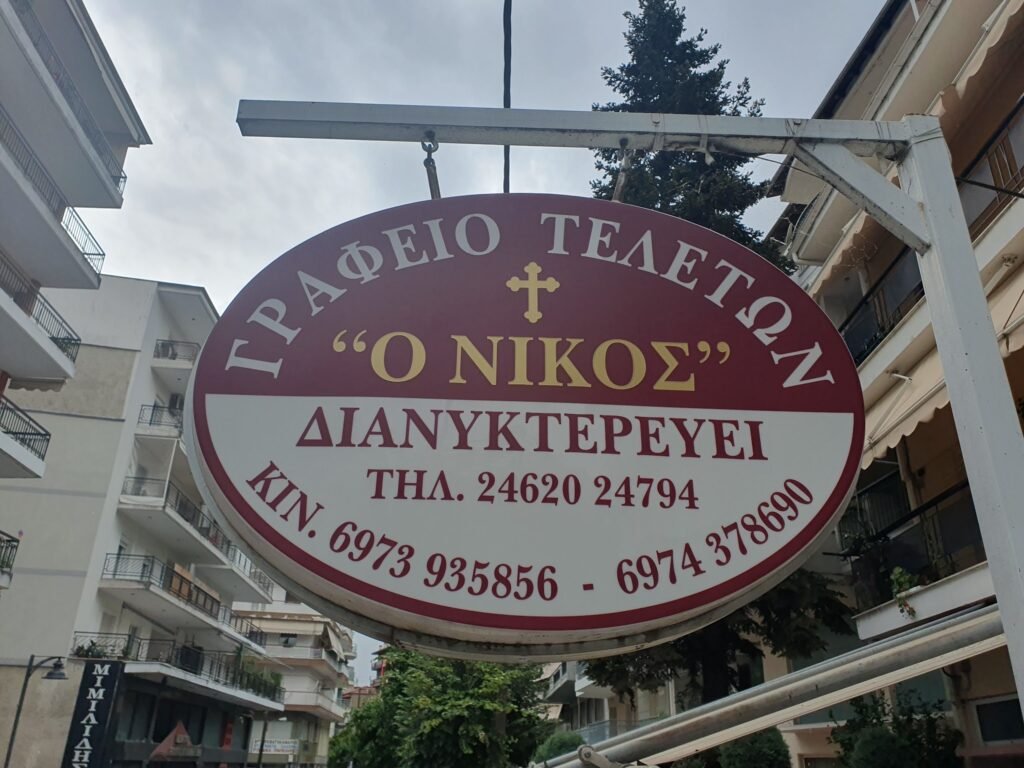 ΓΡΑΦΕΙΟ ΤΕΛΕΤΩΝ
“Ο ΝΙΚΟΣ”
ΔΙΑΝΥΚΤΕΡΕΥΕΙ
ΤΗΛ. 24620 24794
ΚΙΝ. 6973 935856 - 6974 378690
ΜΙΜΙΛΙΔΗΣ